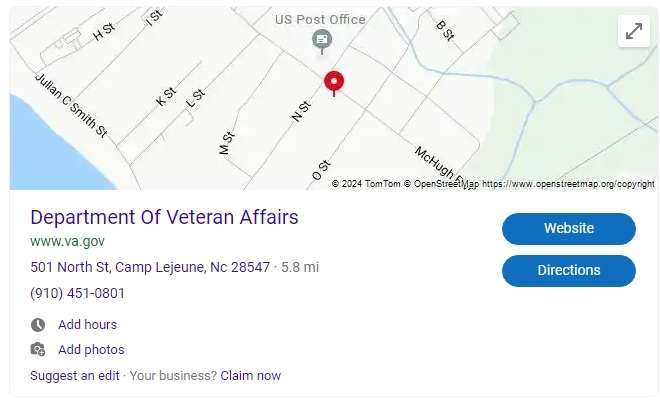 US Post Office
H St
I St
B St
Julian C Smith St
K St
L St
M St
N St
O St
McHugh
© 2024 TomTom © OpenStreetMap https://www.openstreetmap.org/copyright
Department Of Veteran Affairs
www.va.gov
501 North St, Camp Lejeune, Nc 28547 · 5.8 mi
(910) 451-0801
Add hours
Add photos
Suggest an edit · Your business? Claim now
Website
Directions